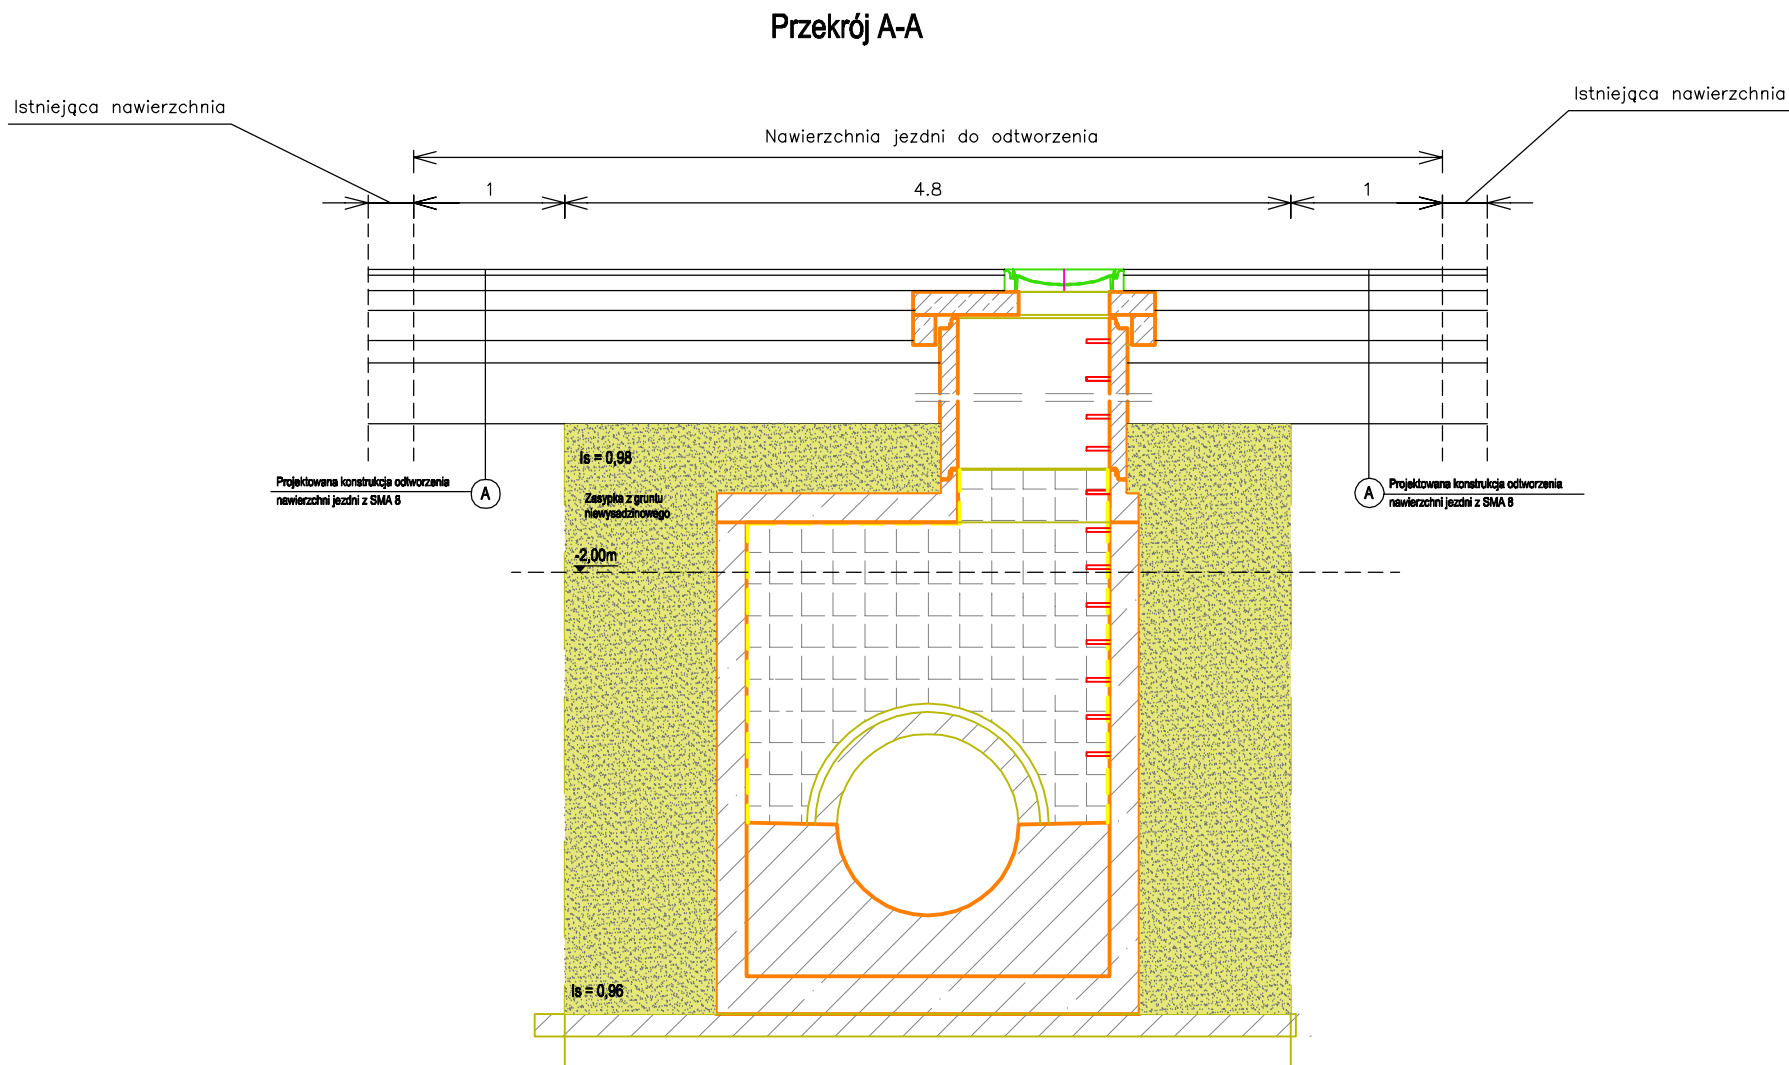 Przekrój A-A
Istniejąca nawierzchnia
Istniejąca nawierzchnia
Nawierzchnia jezdni do odtworzenia
1
4.8
1
Is = 0,98
Projektowana konstrukcja odtworzenia
nawierzchni jezdni z SMA 8
A
Zasypka z gruntu
niewysadzinowego
A
Projektowana konstrukcja odtworzenia
nawierzchni jezdni z SMA 8
-2,00m
Is = 0,96